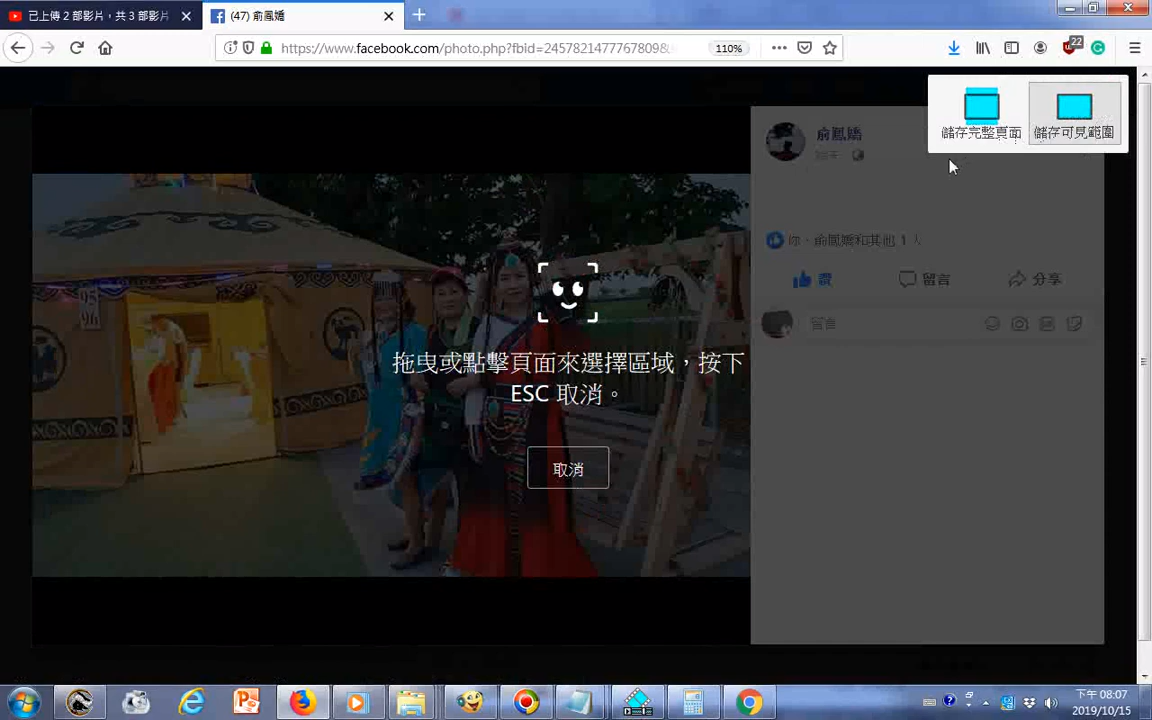 已上傳 2 部影片，共 3 部影片
(47) 俞鳳嬌
https://www.facebook.com/photo.php?fbid=2457821477767809&
110%
22
儲存完整頁面
儲存可見範圍
俞鳳嬌
你、俞鳳嬌和其他 1 人
讚
留言
分享
留言
拖曳或點擊頁面來選擇區域，按下
ESC 取消。
取消
下午 08:07
2019/10/15